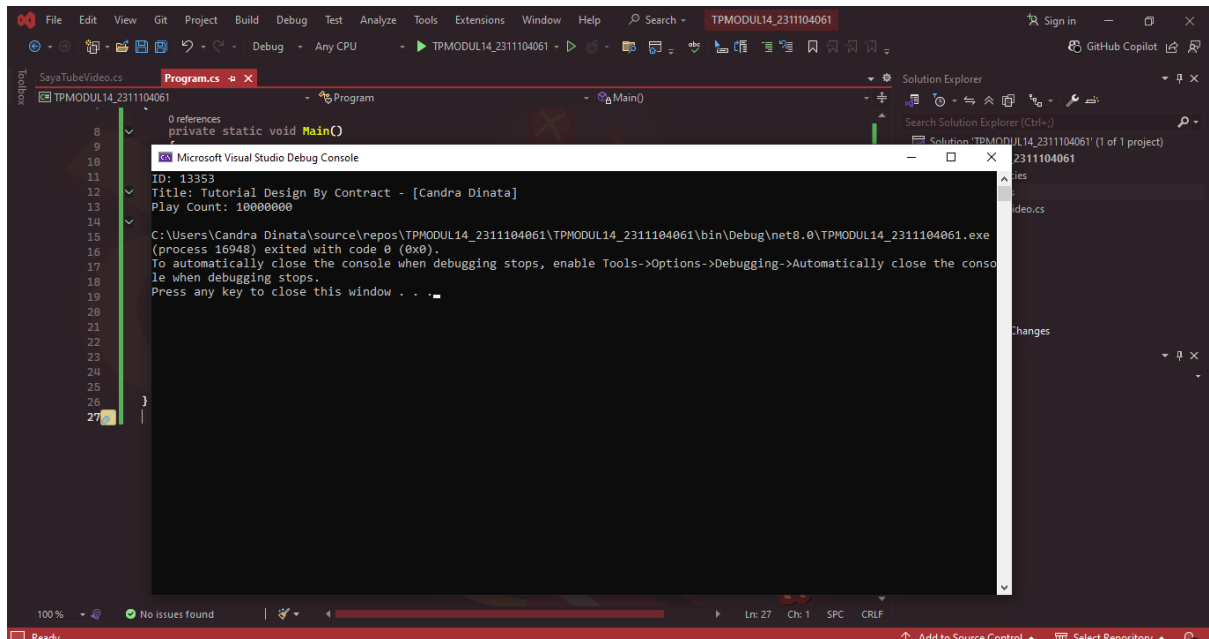 File Edit View Git Project Build Debug Test Analyze Tools Extensions Window Help Search TPMODUL14_2311104061 Sign in
Debug Any CPU TPMODUL14_2311104061 GitHub Copilot
Toolbox
SayaTubeVideo.cs Program.cs Solution Explorer
TPMODUL14_2311104061 Program Main()
Search Solution Explorer (Ctrl+;)
0 references
8 private static void Main()
Solution 'TPMODUL14_2311104061' (1 of 1 project)
9 {
Microsoft Visual Studio Debug Console
2311104061
10
11 ID: 13353
ties
12 Title: Tutorial Design By Contract - [Candra Dinata]
13 Play Count: 10000000
ideo.cs
14
15 C:\Users\Candra Dinata\source\repos\TPMODUL14_2311104061\TPMODUL14_2311104061\bin\Debug\net8.0\TPMODUL14_2311104061.exe
16 (process 16948) exited with code 0 (0x0).
17 To automatically close the console when debugging stops, enable Tools->Options->Debugging->Automatically close the conso
18 le when debugging stops.
19 Press any key to close this window . . .
20
21
Changes
22
23
24
25
26 }
27
100 % No issues found Ln: 27 Ch: 1 SPC CRLF
Ready Add to Source Control Select Repository